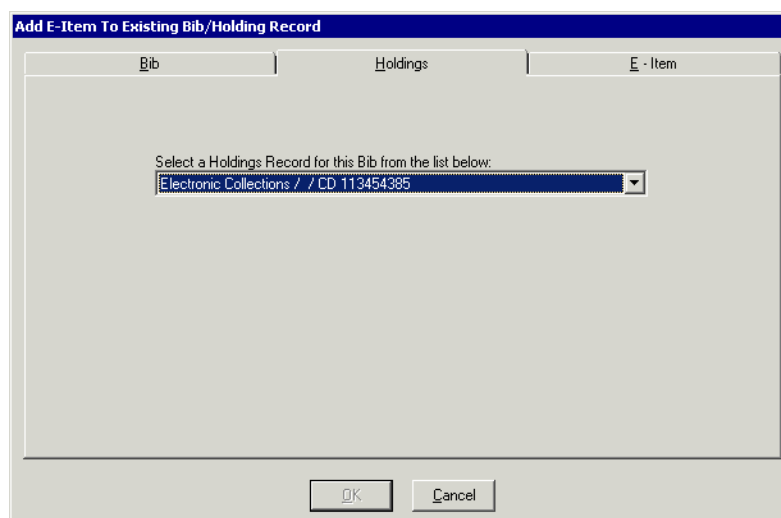 Add E-Item To Existing Bib/Holding Record
Bib Holdings E - Item
Select a Holdings Record for this Bib from the list below:
Electronic Collections / / CD 113454385
OK Cancel